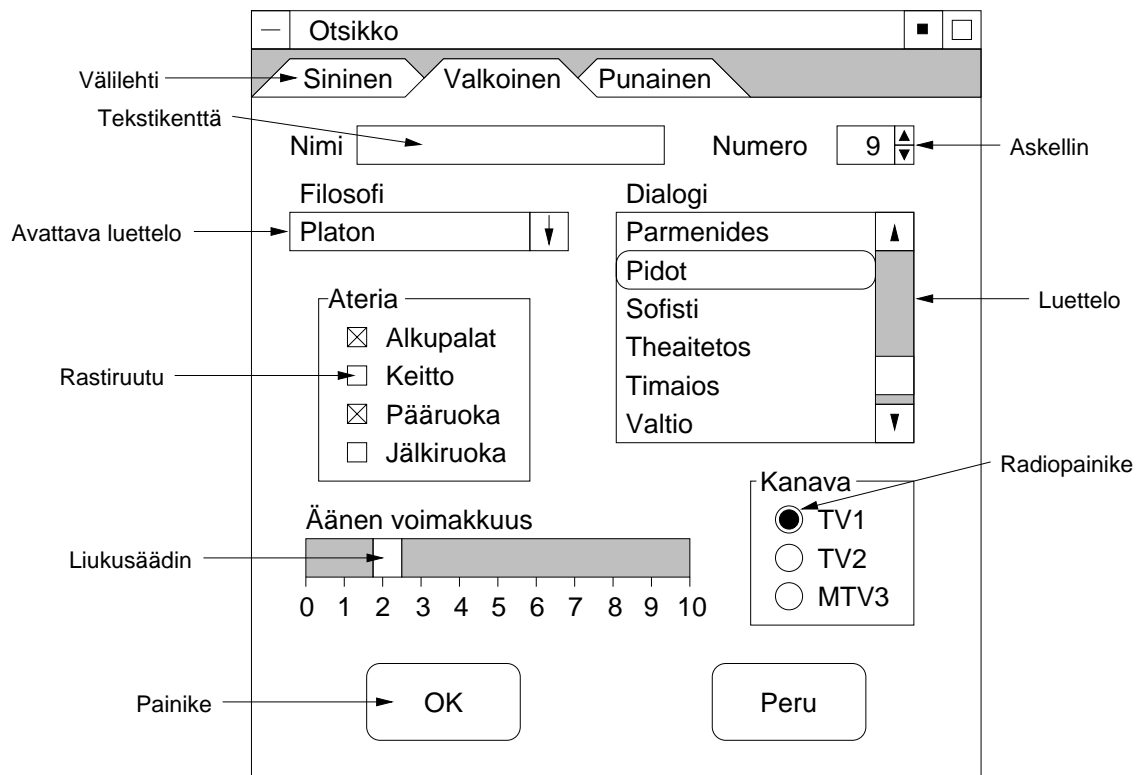 Otsikko
Välilehti
Sininen
Valkoinen
Punainen
Tekstikenttä
Nimi
Numero
9
Askellin
Filosofi
Dialogi
Avattava luettelo
Platon
Parmenides
Pidot
Sofisti
Theaitetos
Timaios
Valtio
Luettelo
Ateria
Alkupalat
Rastiruutu
Keitto
Pääruoka
Jälkiruoka
Radiopainike
Kanava
TV1
TV2
MTV3
Äänen voimakkuus
Liukusäädin
0 1 2 3 4 5 6 7 8 9 10
Painike
OK
Peru